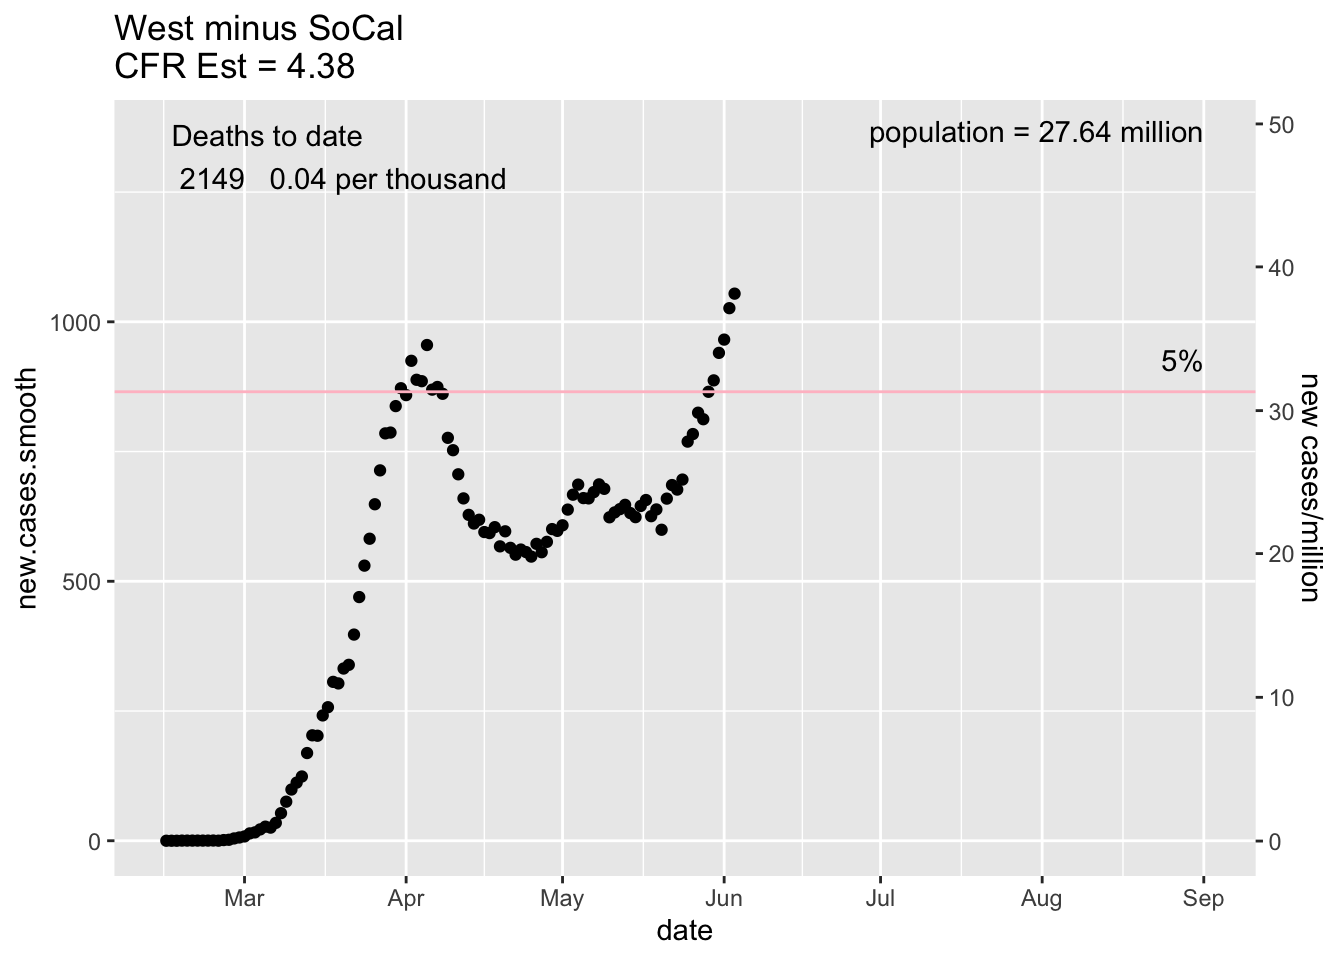 West minus SoCal
CFR Est = 4.38
Deaths to date
2149 0.04 per thousand
population = 27.64 million
5%
new.cases.smooth
1000
500
0
new cases/million
50
40
30
20
10
0
Mar Apr May Jun Jul Aug Sep
date